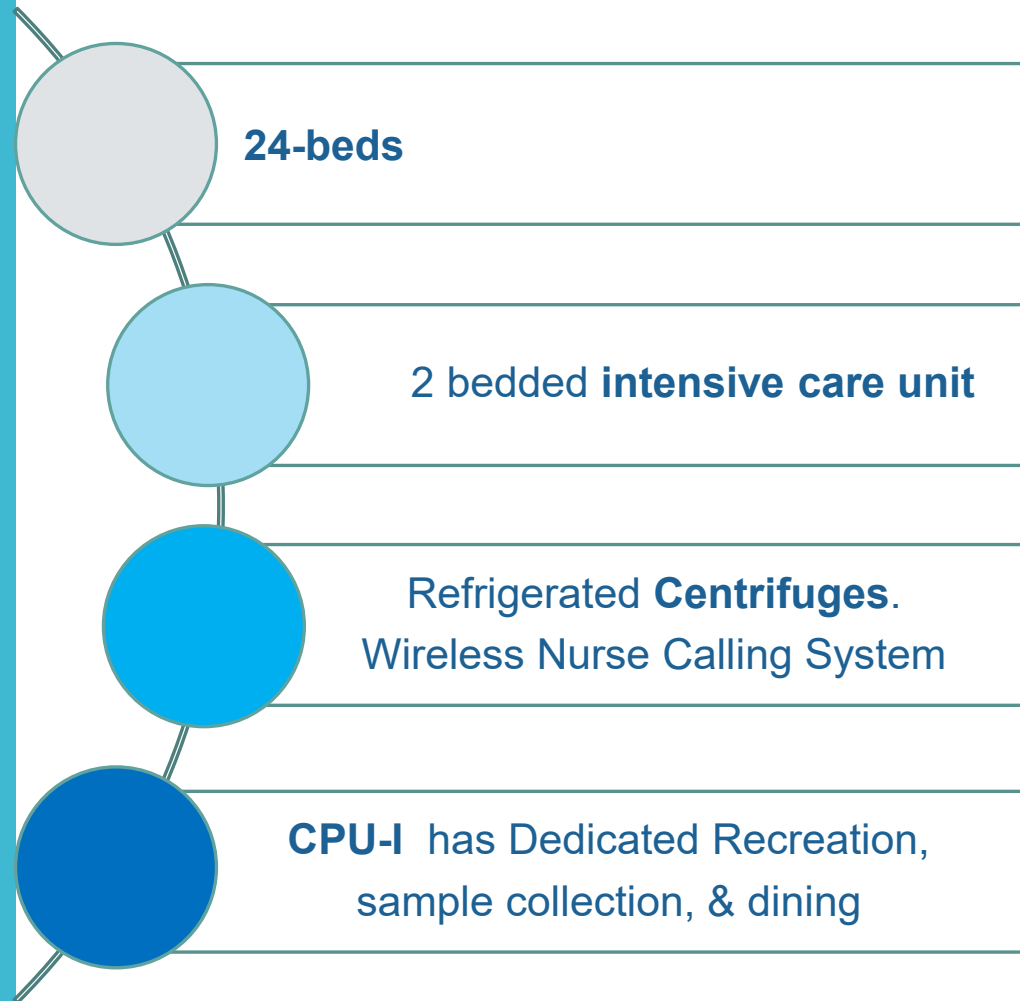 24-beds
2 bedded intensive care unit
Refrigerated Centrifuges.
Wireless Nurse Calling System
CPU-I has Dedicated Recreation,
sample collection, & dining